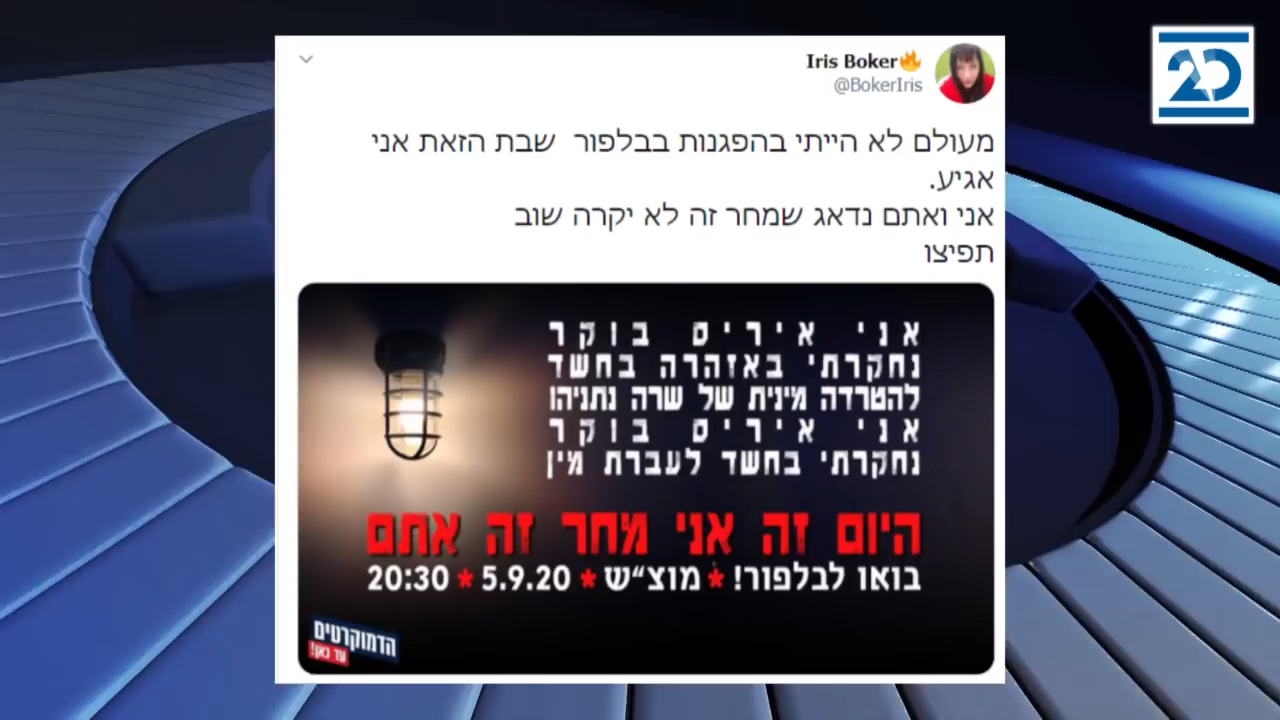 20
Iris Boker🔥
@BokerIris
מעולם לא הייתי בהפגנות בבלפור שבת הזאת אני
אגיע.
אני ואתם נדאג שמחר זה לא יקרה שוב
תפיצו
אני איריס בוקר
נחקרתי באזהרה בחשד
להטרדה מינית של שרה נתניהו
אני איריס בוקר
נחקרתי בחשד לעברת מין
היום זה אני מחר זה אתם
בואו לבלפור! * מוצ״ש * 5.9.20 * 20:30
הדמוקרטים
עד כאן!